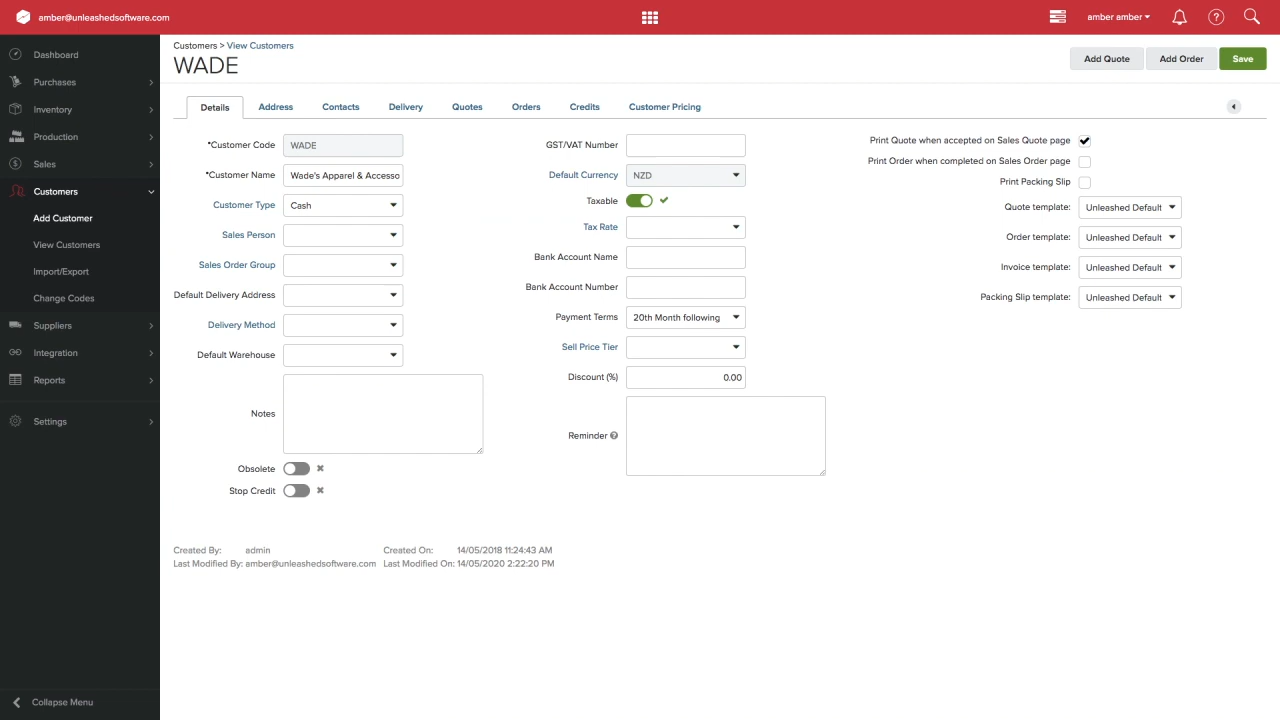 amber@unleashedsoftware.com
amber amber
Dashboard
Purchases
Inventory
Production
Sales
Customers
Add Customer
View Customers
Import/Export
Change Codes
Suppliers
Integration
Reports
Settings
Collapse Menu
Customers > View Customers
WADE
Add Quote
Add Order
Save
Details
Address
Contacts
Delivery
Quotes
Orders
Credits
Customer Pricing
*Customer Code WADE
*Customer Name Wade's Apparel & Accesso
Customer Type Cash
Sales Person
Sales Order Group
Default Delivery Address
Delivery Method
Default Warehouse
Notes
Obsolete
Stop Credit
GST/VAT Number
Default Currency NZD
Taxable
Tax Rate
Bank Account Name
Bank Account Number
Payment Terms 20th Month following
Sell Price Tier
Discount (%) 0.00
Reminder ?
Print Quote when accepted on Sales Quote page
Print Order when completed on Sales Order page
Print Packing Slip
Quote template: Unleashed Default
Order template: Unleashed Default
Invoice template: Unleashed Default
Packing Slip template: Unleashed Default
Created By: admin Created On: 14/05/2018 11:24:43 AM
Last Modified By: amber@unleashedsoftware.com Last Modified On: 14/05/2020 2:22:20 PM